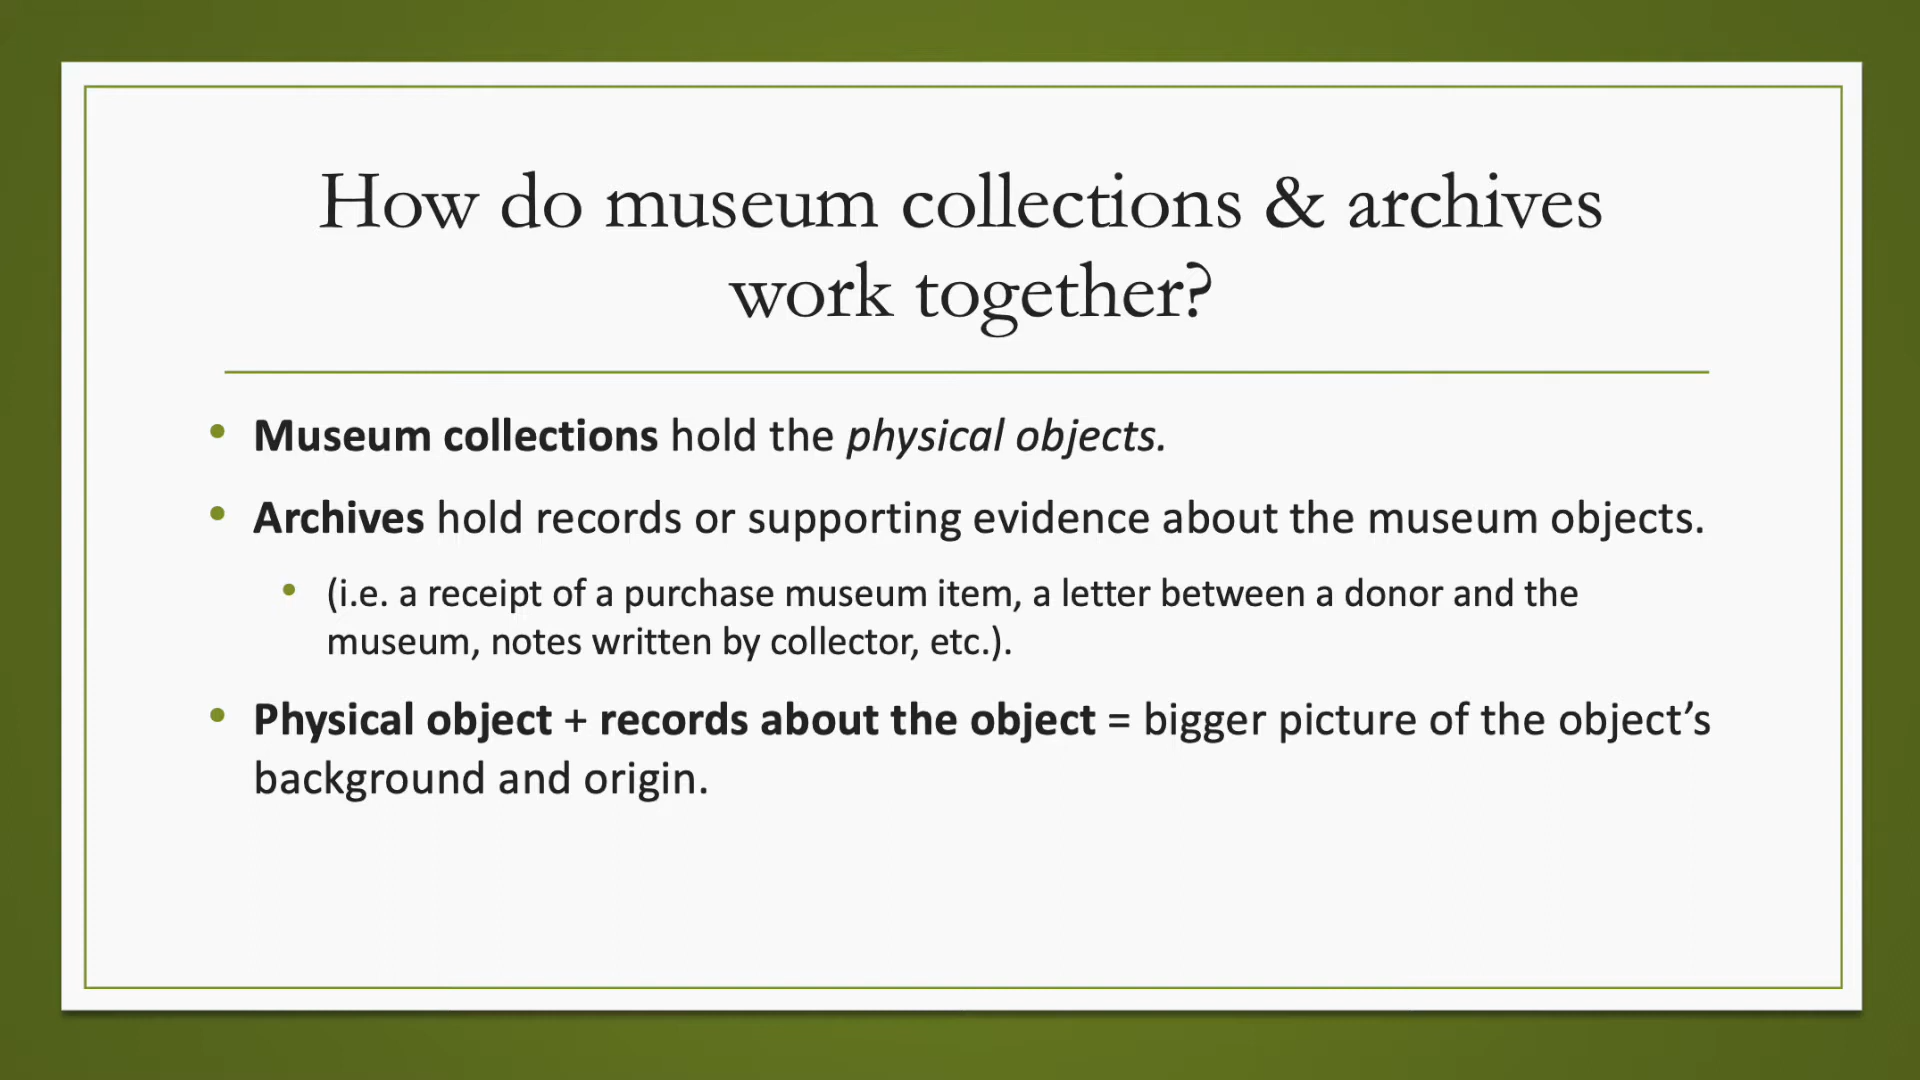 How do museum collections & archives
work together?
• Museum collections hold the physical objects.
• Archives hold records or supporting evidence about the museum objects.
• (i.e. a receipt of a purchase museum item, a letter between a donor and the
museum, notes written by collector, etc.).
• Physical object + records about the object = bigger picture of the object’s
background and origin.